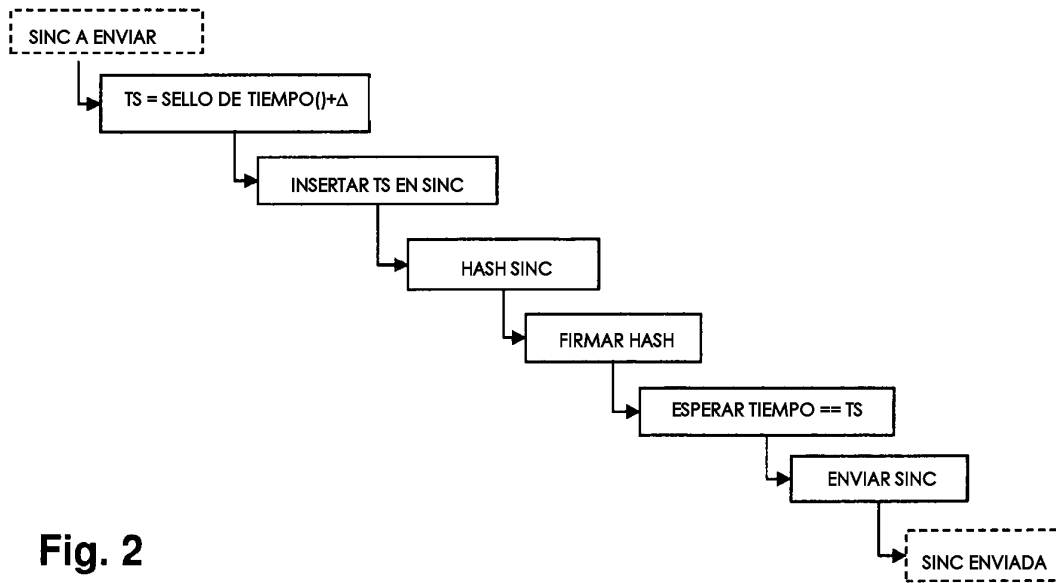 SINC A ENVIAR
TS = SELLO DE TIEMPO()+Δ
INSERTAR TS EN SINC
HASH SINC
FIRMAR HASH
ESPERAR TIEMPO == TS
ENVIAR SINC
SINC ENVIADA
Fig. 2